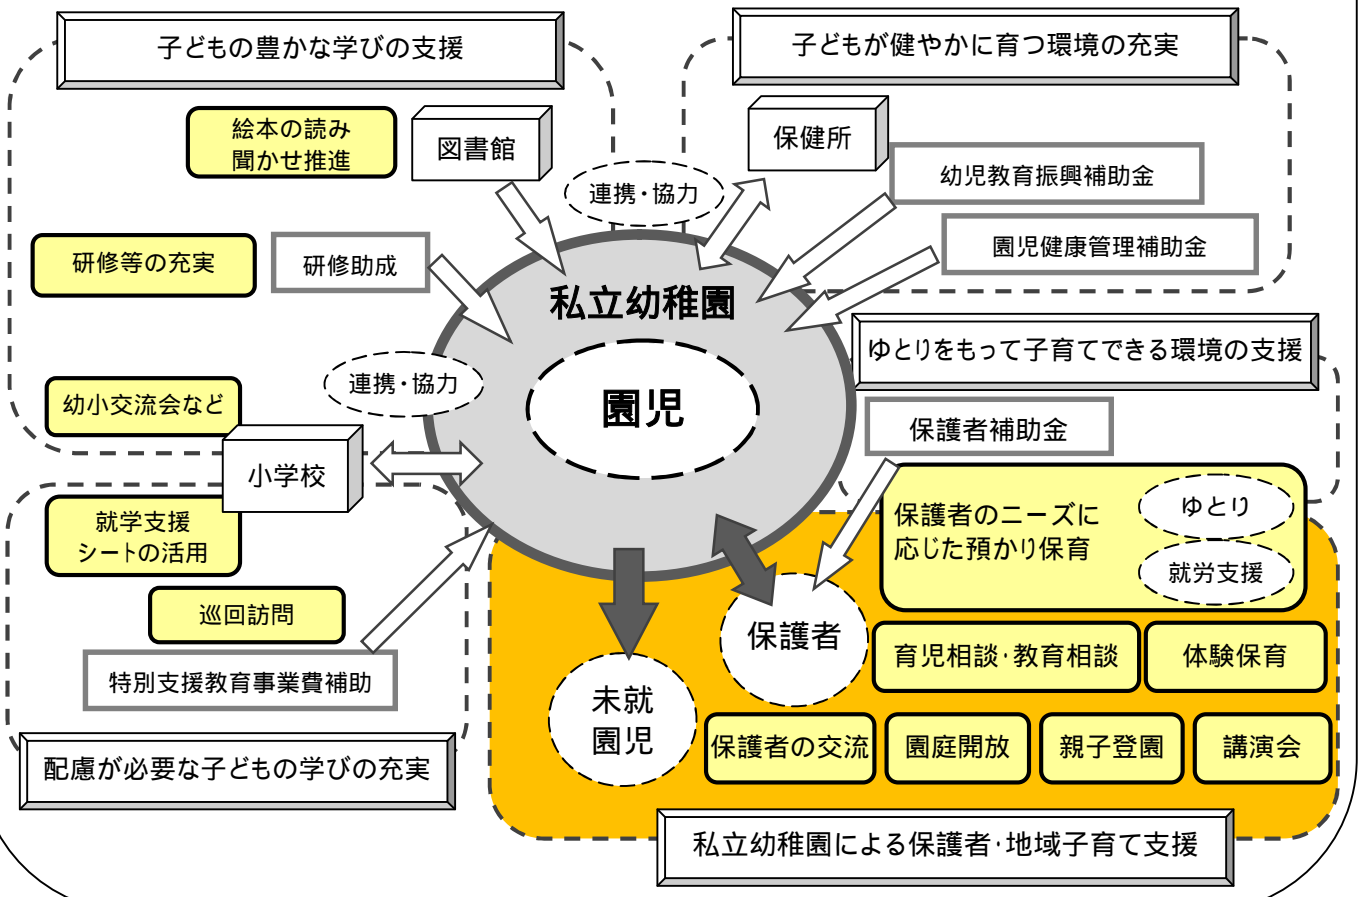 子どもの豊かな学びの支援
子どもが健やかに育つ環境の充実
絵本の読み
聞かせ推進
図書館
保健所
連携・協力
幼児教育振興補助金
研修等の充実
研修助成
園児健康管理補助金
私立幼稚園
園児
ゆとりをもって子育てできる環境の支援
連携・協力
幼小交流会など
小学校
保護者補助金
就学支援
シートの活用
保護者のニーズに
応じた預かり保育
ゆとり
就労支援
巡回訪問
特別支援教育事業費補助
保護者
育児相談・教育相談
体験保育
未就
園児
保護者の交流
園庭開放
親子登園
講演会
配慮が必要な子どもの学びの充実
私立幼稚園による保護者・地域子育て支援